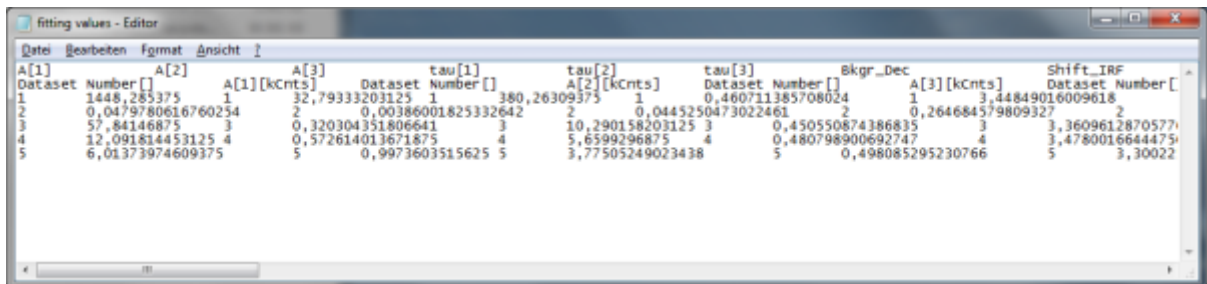 fitting values - Editor
Datei Bearbeiten Format Ansicht ?
A[1] A[2] A[3] tau[1] tau[2] tau[3] Bkgr_Dec Shift_IRF
Dataset Number[] A[1][kCnts] Dataset Number[] A[2][kCnts] Dataset Number[] A[3][kCnts] Dataset Number[
1 1448,285375 1 32,79333203125 1 380,26309375 1 0,460711385708024 1 3,44849016009618
2 0,0479780616760254 2 0,00386001825332642 2 0,0445250473022461 2 0,264684579809327 2
3 57,84146875 3 0,320304351806641 3 10,290158203125 3 0,450550874386835 3 3,360961287057
4 12,091814453125 4 0,572614013671875 4 5,6599296875 4 0,480798900692747 4 3,4780016644475
5 6,01373974609375 5 0,9973603515625 5 3,77505249023438 5 0,498085295230766 5 3,30022